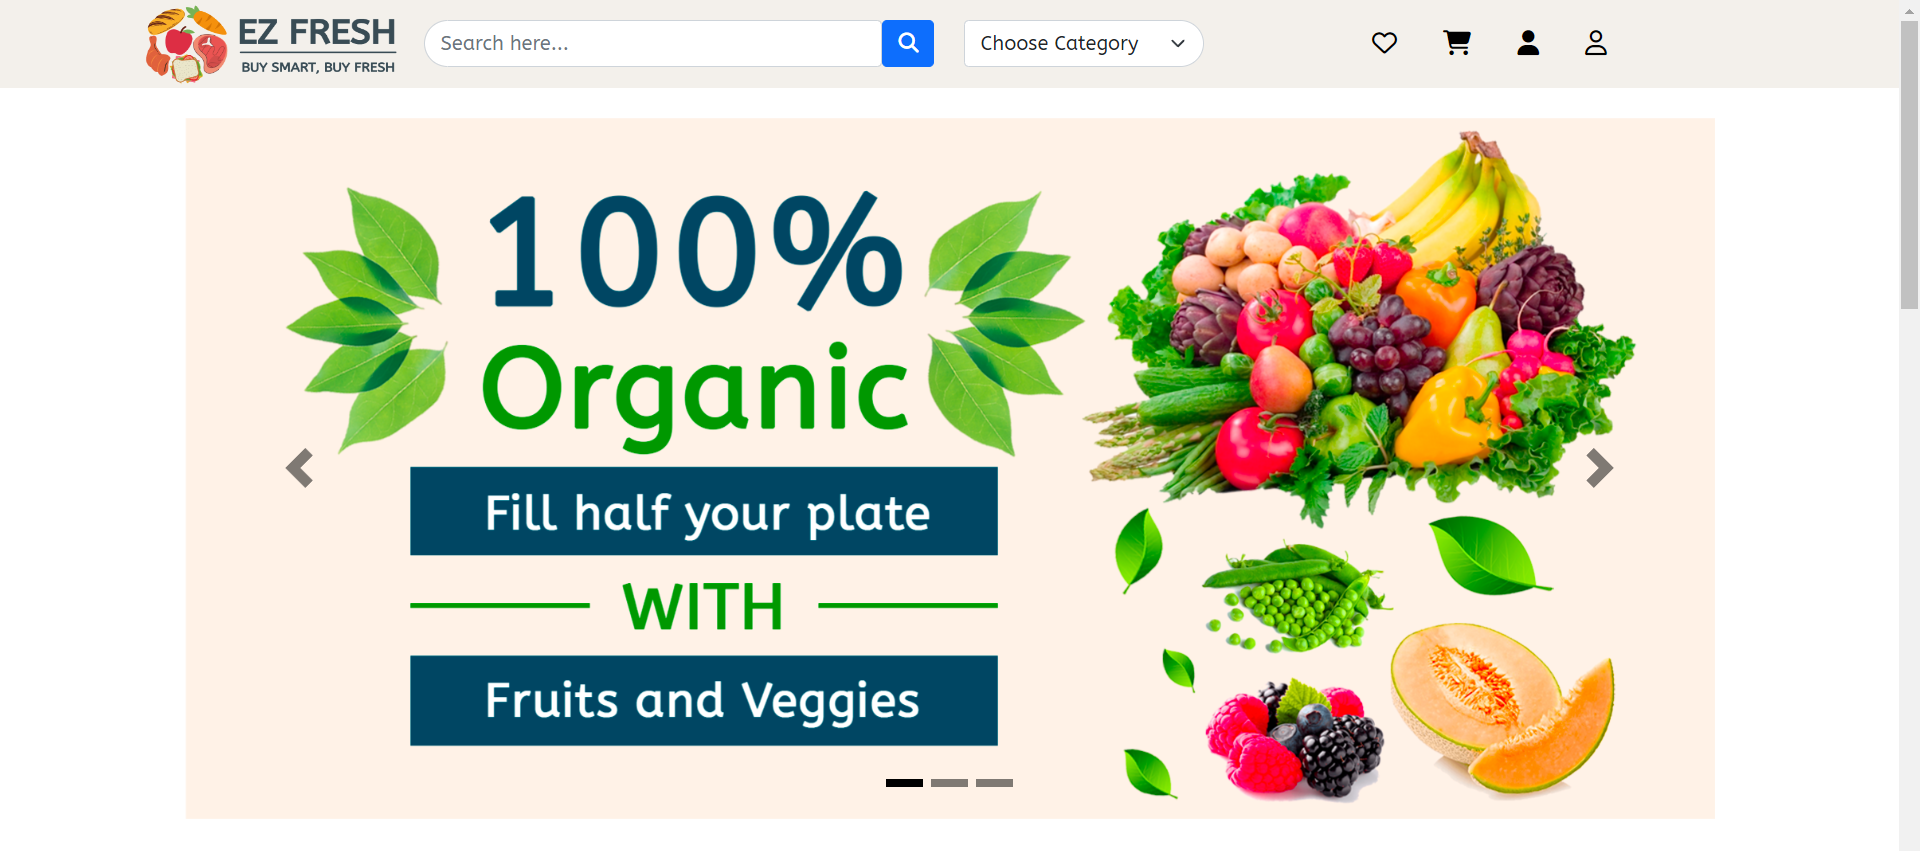 EZ FRESH
BUY SMART, BUY FRESH
Search here...
Choose Category
100%
Organic
Fill half your plate
WITH
Fruits and Veggies